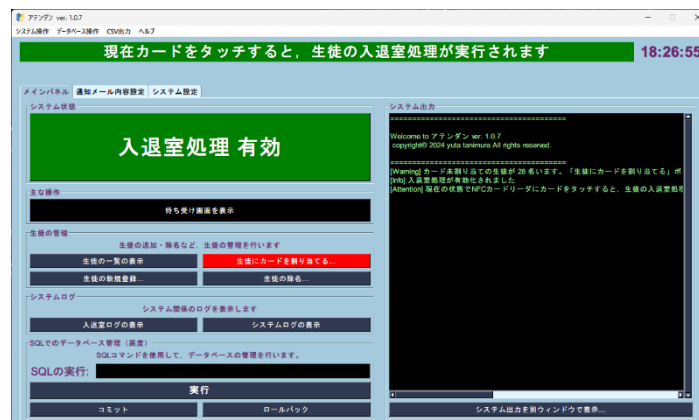 アテンダン ver. 1.0.7
システム操作 データベース操作 CSV出力 ヘルプ
現在カードをタッチすると，生徒の入退室処理が実行されます
18:26:55
メインパネル 通知メール内容設定 システム設定
システム状態
入退室処理 有効
主な操作
待ち受け画面を表示
生徒の管理
生徒の追加・除名など，生徒の管理を行います
生徒の一覧の表示 生徒にカードを割り当てる...
生徒の新規登録... 生徒の除名...
システムログ
システム関係のログを表示します
入退室ログの表示 システムログの表示
SQLでのデータベース管理（高度）
SQLコマンドを使用して，データベースの管理を行います。
SQLの実行:
実行
コミット ロールバック
システム出力
========================================
Welcome to アテンダン ver. 1.0.7
copyright© 2024 yuta tanimura All rights reserved.
========================================
[Warning] カード未割り当ての生徒が 28 名います。「生徒にカードを割り当てる」ボ
[Info] 入退室処理が有効化されました
[Attention] 現在の状態でNFCカードリーダにカードをタッチすると，生徒の入退室処理
システム出力を別ウィンドウで表示...